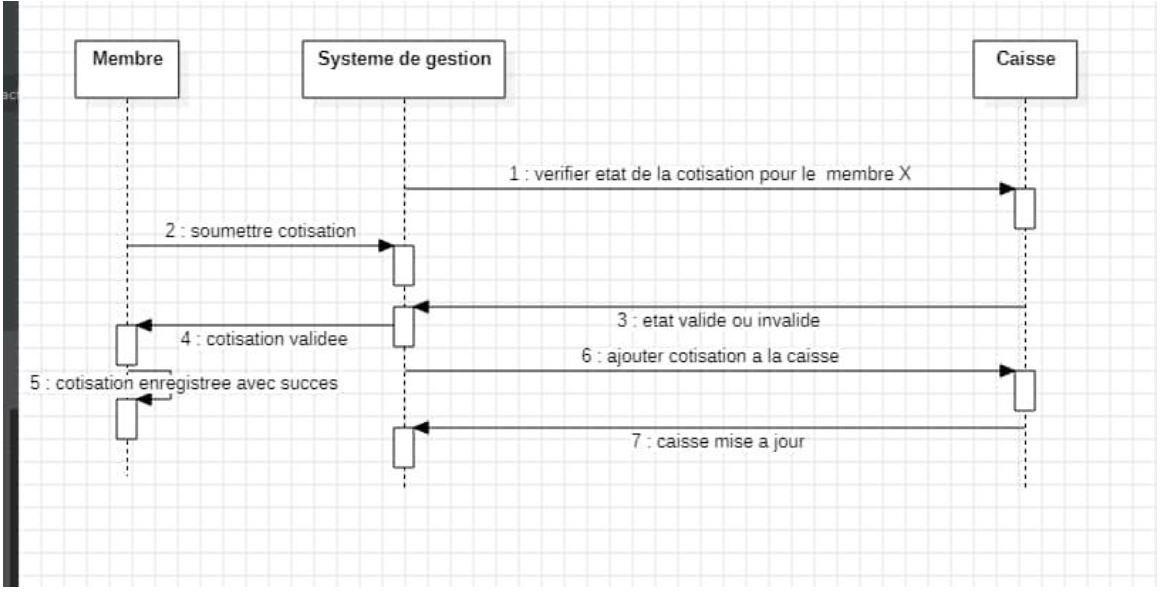 Membre
Systeme de gestion
Caisse
1 : verifier etat de la cotisation pour le membre X
2 : soumettre cotisation
3 : etat valide ou invalide
4 : cotisation validee
6 : ajouter cotisation a la caisse
5 : cotisation enregistree avec succes
7 : caisse mise a jour